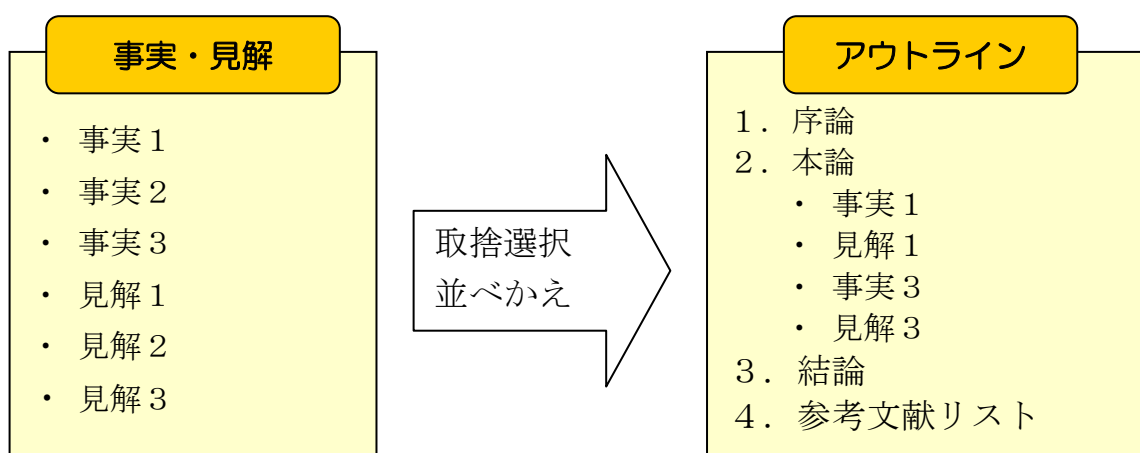 事実・見解
・ 事実１
・ 事実２
・ 事実３
・ 見解１
・ 見解２
・ 見解３
取捨選択
並べかえ
アウトライン
１．序論
２．本論
・ 事実１
・ 見解１
・ 事実３
・ 見解３
３．結論
４．参考文献リスト